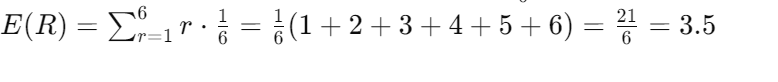 E(R) = ∑_{r=1}^{6} r · 1/6 = 1/6(1 + 2 + 3 + 4 + 5 + 6) = 21/6 = 3.5